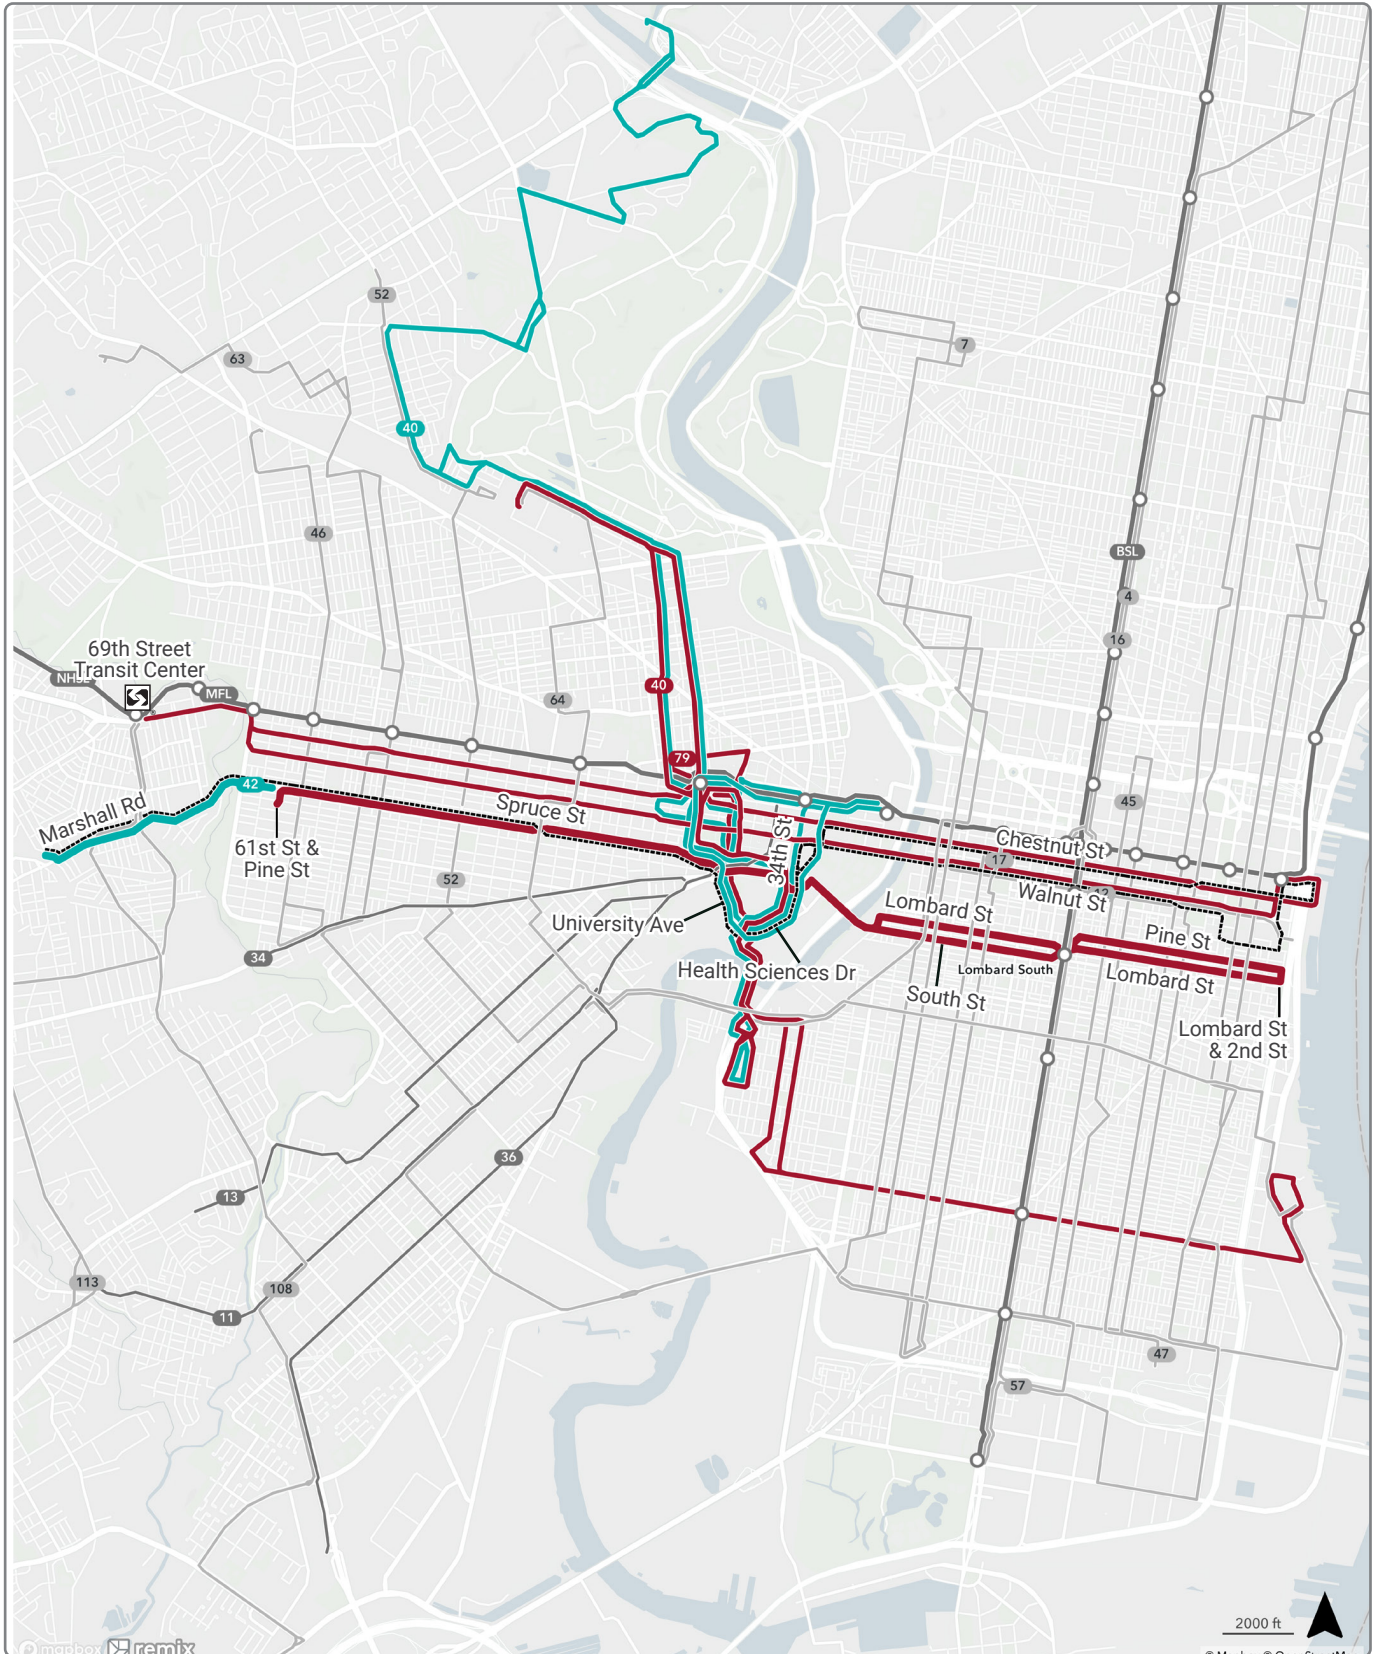 52
7
63
40
46
BSL
4
16
69th Street
Transit Center
MFL
40
64
79
42
45
Marshall Rd
Spruce St
34th St
Chestnut St
61st St &
Pine St
17
52
Walnut St
12
University Ave
Lombard St
Pine St
34
Health Sciences Dr
Lombard South
Lombard St
South St
Lombard St
& 2nd St
36
13
113
108
11
47
57
2000 ft
mapbox
remix